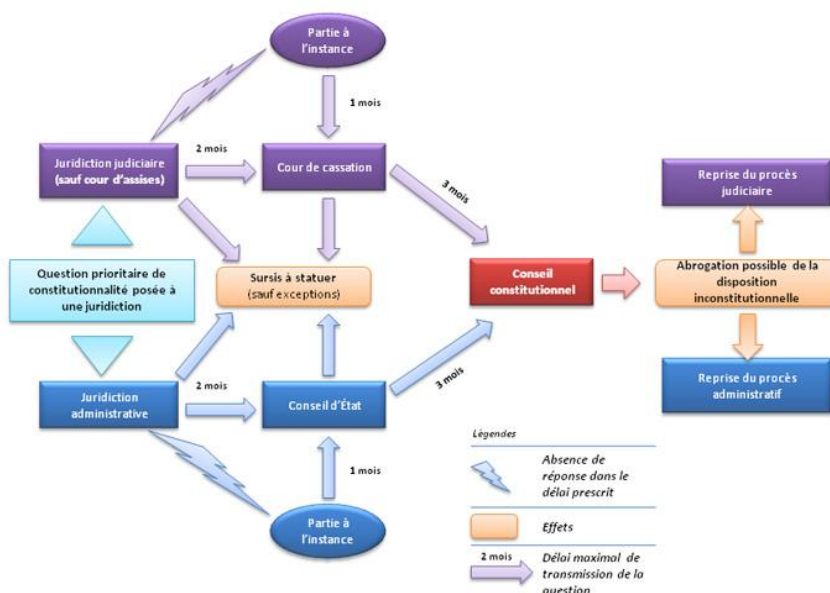 Partie à
l'instance
1 mois
2 mois
Juridiction judiciaire
(sauf cour d'assises)
Cour de cassation
3 mois
Reprise du procès
judiciaire
Question prioritaire de
constitutionnalité posée à
une juridiction
Sursis à statuer
(sauf exceptions)
Conseil
constitutionnel
Abrogation possible de la
disposition
inconstitutionnelle
Juridiction
administrative
2 mois
Conseil d'État
3 mois
Reprise du procès
administratif
1 mois
Partie à
l'instance
Légendes
Absence de
réponse dans le
délai prescrit
Effets
2 mois
Délai maximal de
transmission de la
question